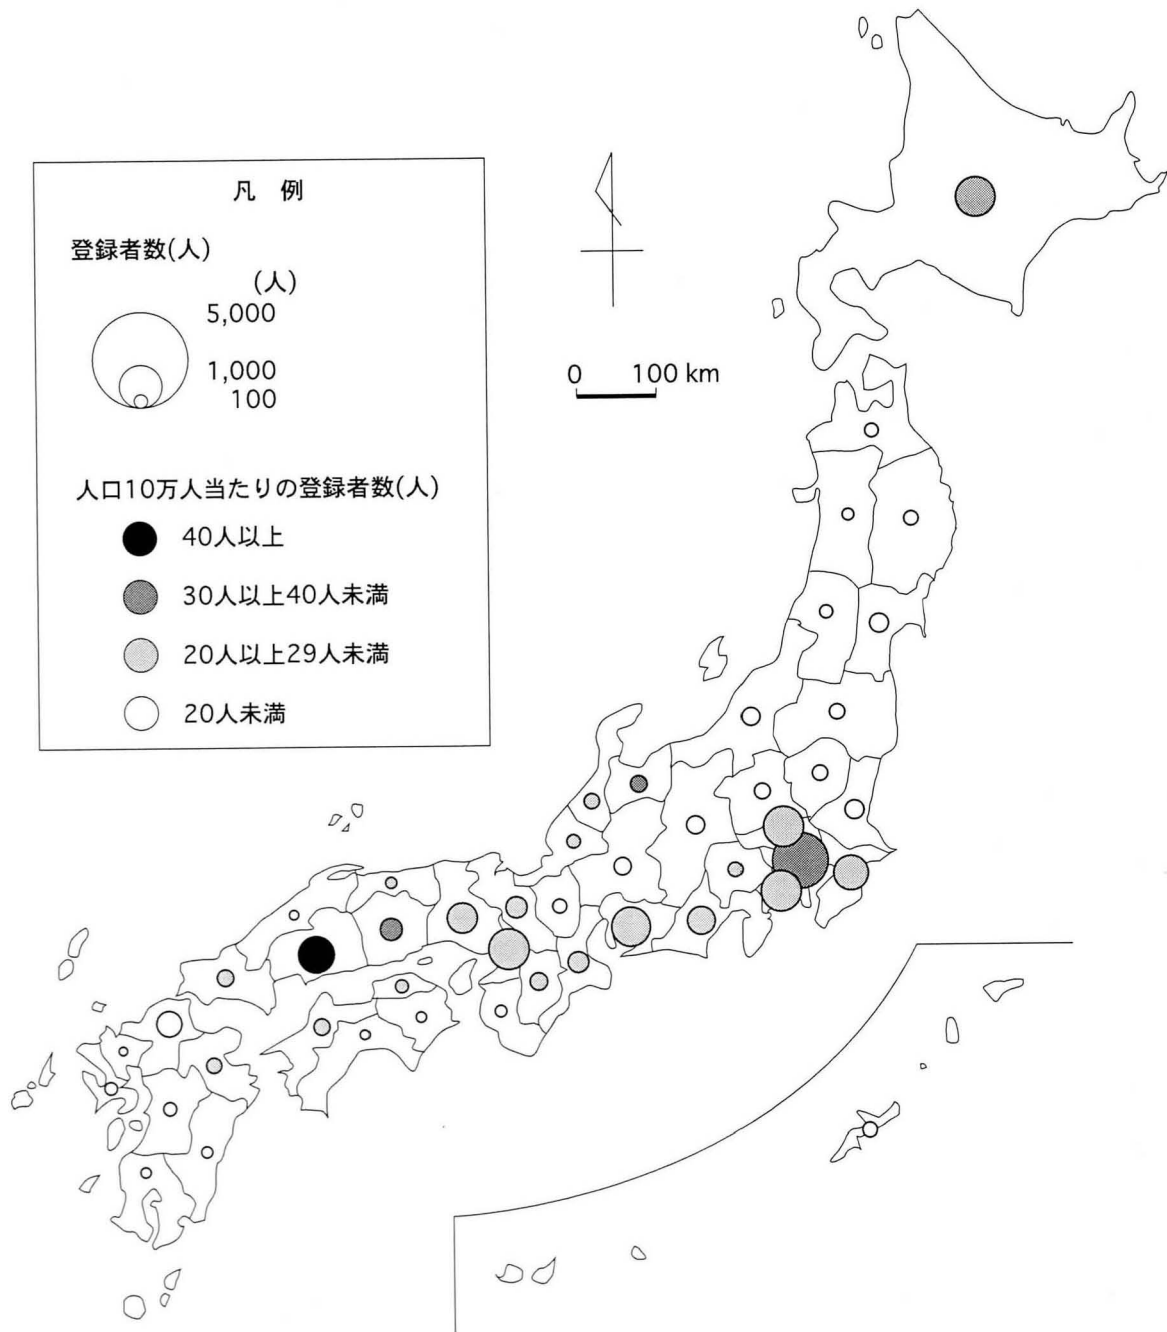 凡 例
登録者数(人)
(人)
5,000
1,000
100
人口10万人当たりの登録者数(人)
40人以上
30人以上40人未満
20人以上29人未満
20人未満
0 100 km